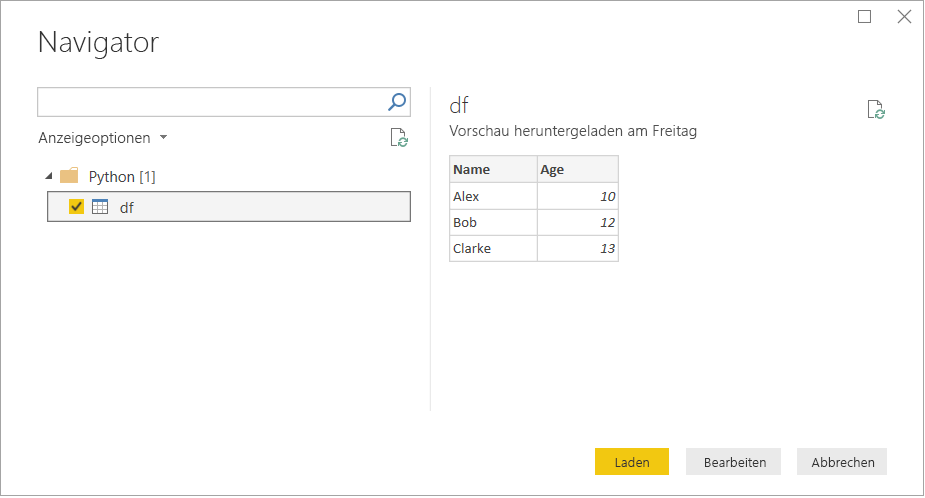 Navigator
Anzeigeoptionen
Python [1]
df
df
Vorschau heruntergeladen am Freitag
Name Age
Alex 10
Bob 12
Clarke 13
Laden Bearbeiten Abbrechen